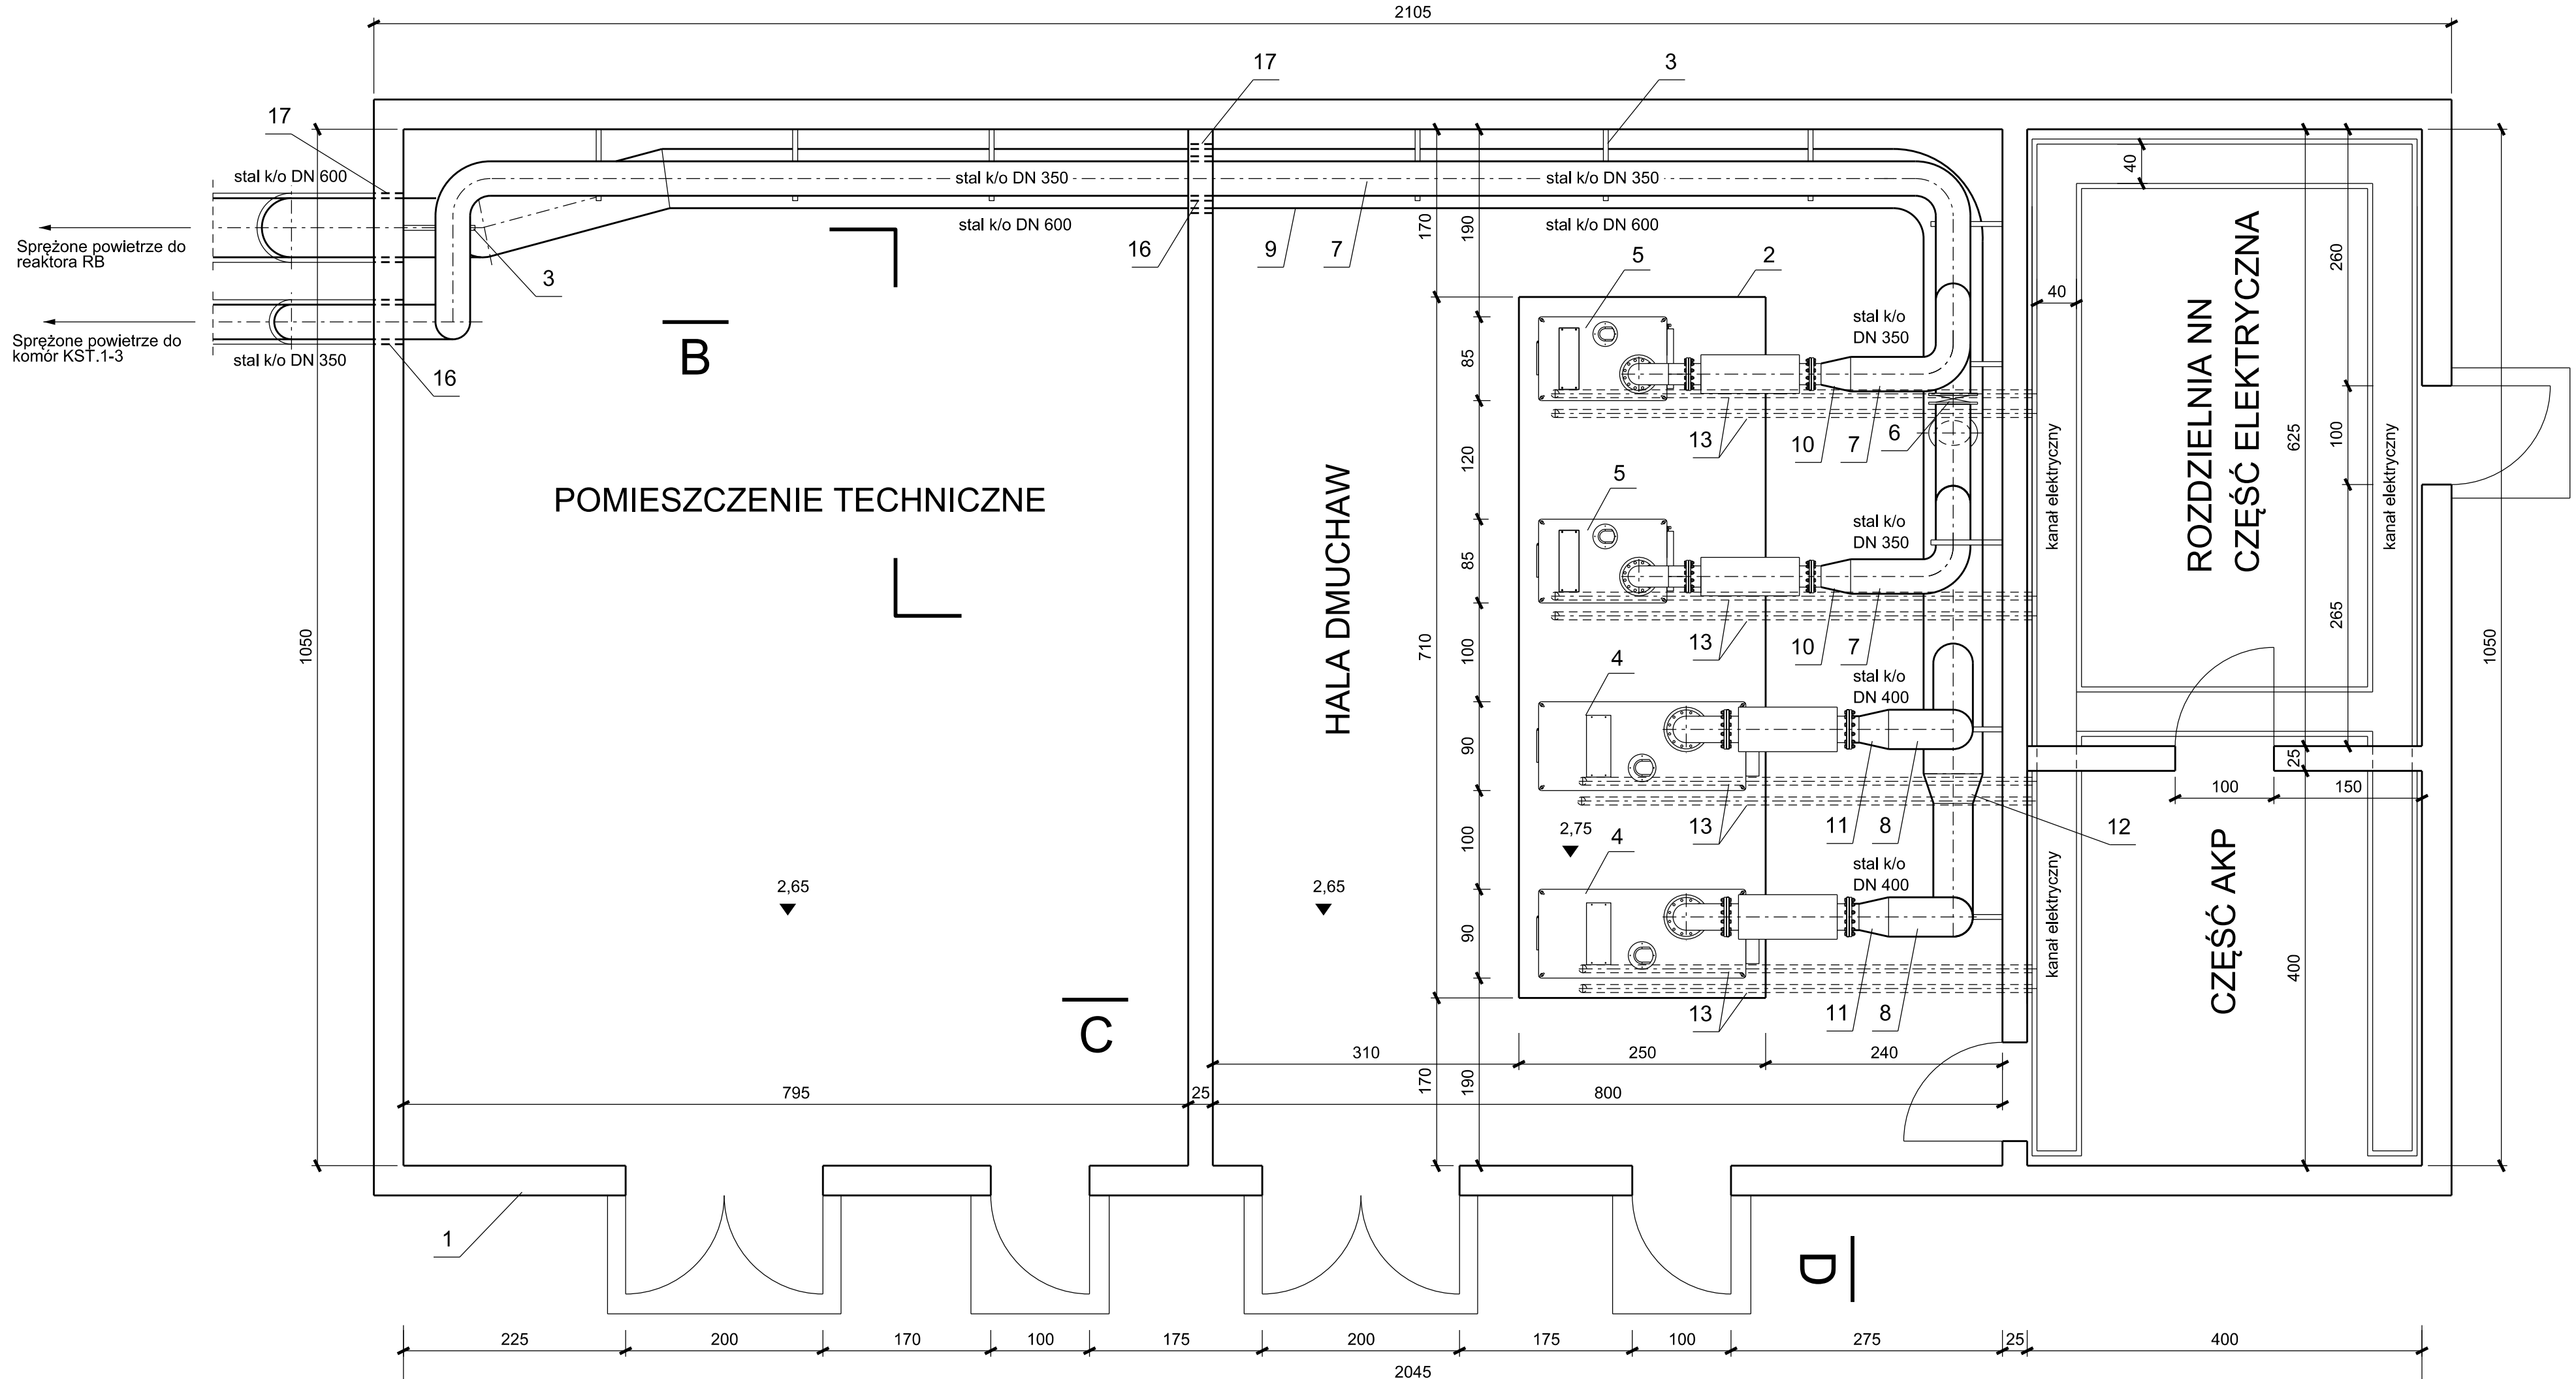 2105
17
3
17
stal k/o DN 600
stal k/o DN 350
stal k/o DN 350
40
Sprężone powietrze do
reaktora RB
stal k/o DN 600
stal k/o DN 600
170
190
16
9
7
5
2
3
260
40
Sprężone powietrze do
komór KST.1-3
stal k/o DN 350
16
B
85
stal k/o
DN 350
13
10
7
6
ROZDZIELNIA NN
CZĘŚĆ ELEKTRYCZNA
kanał elektryczny
kanał elektryczny
625
100
120
POMIESZCZENIE TECHNICZNE
HALA DMUCHAW
5
85
stal k/o
DN 350
265
1050
710
1050
100
13
10
7
4
stal k/o
DN 400
90
25
100
150
13
11
8
12
2,75
4
100
stal k/o
DN 400
2,65
2,65
90
kanał elektryczny
CZĘŚĆ AKP
400
13
11
8
C
310
250
240
170
190
795
25
800
1
D
225
200
170
100
175
200
175
100
275
25
400
2045